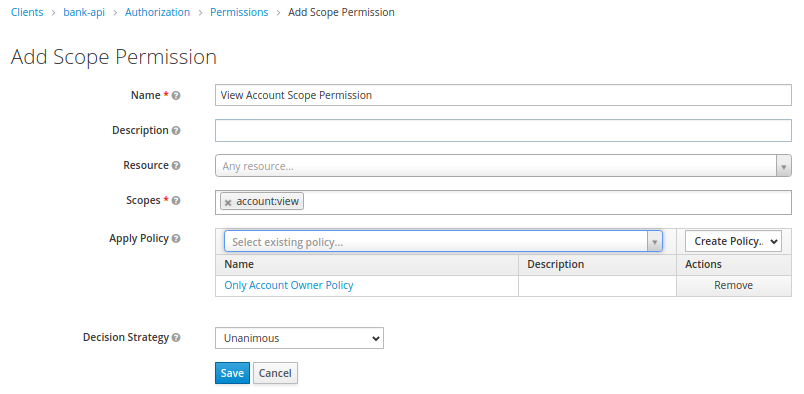 Clients > bank-api > Authorization > Permissions > Add Scope Permission
Add Scope Permission
Name *
View Account Scope Permission
Description
Resource
Any resource...
Scopes *
× account:view
Apply Policy
Select existing policy...
Create Policy..
Name Description Actions
Only Account Owner Policy Remove
Decision Strategy
Unanimous
Save Cancel